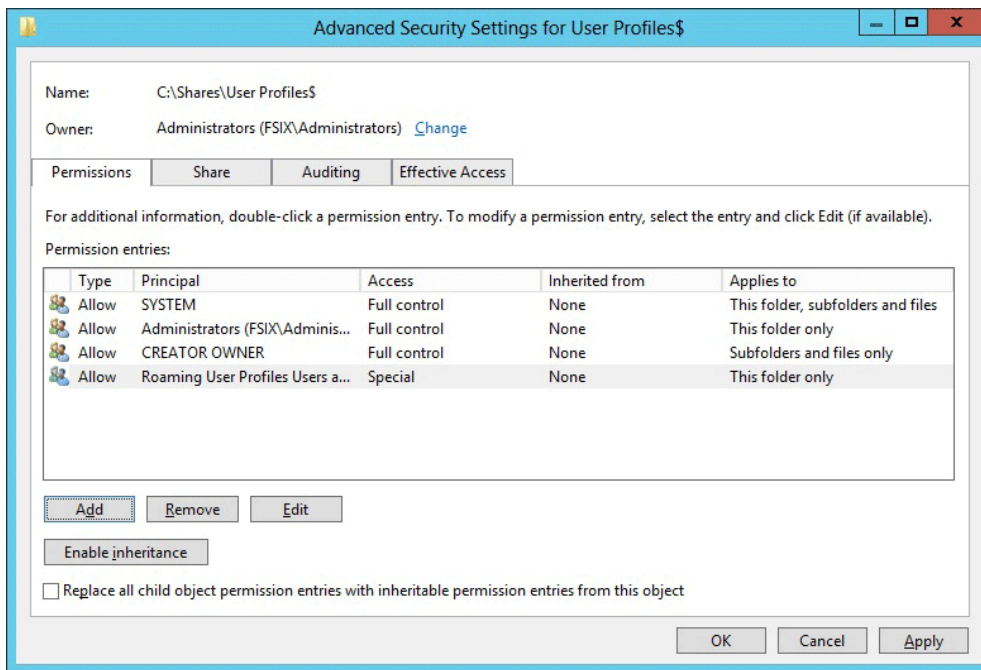 Advanced Security Settings for User Profiles$
Name: C:\Shares\User Profiles$
Owner: Administrators (FSIX\Administrators) Change
Permissions Share Auditing Effective Access
For additional information, double-click a permission entry. To modify a permission entry, select the entry and click Edit (if available).
Permission entries:
Type Principal Access Inherited from Applies to
Allow SYSTEM Full control None This folder, subfolders and files
Allow Administrators (FSIX\Adminis... Full control None This folder only
Allow CREATOR OWNER Full control None Subfolders and files only
Allow Roaming User Profiles Users a... Special None This folder only
Add Remove Edit
Enable inheritance
Replace all child object permission entries with inheritable permission entries from this object
OK Cancel Apply